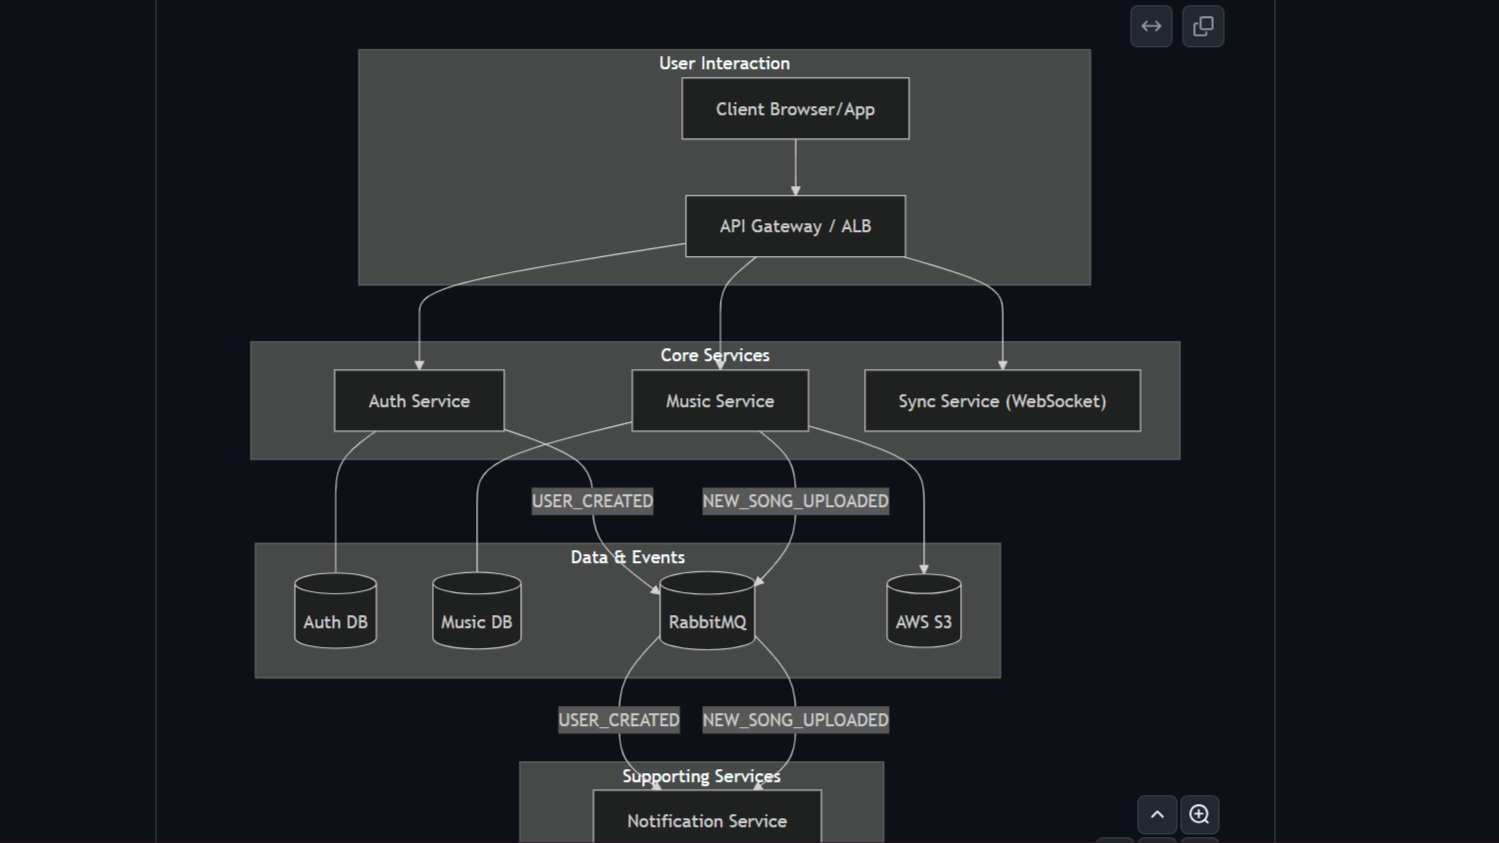 User Interaction
Client Browser/App
API Gateway / ALB
Core Services
Auth Service
Music Service
Sync Service (WebSocket)
USER_CREATED
NEW_SONG_UPLOADED
Data & Events
Auth DB
Music DB
RabbitMQ
AWS S3
USER_CREATED
NEW_SONG_UPLOADED
Supporting Services
Notification Service